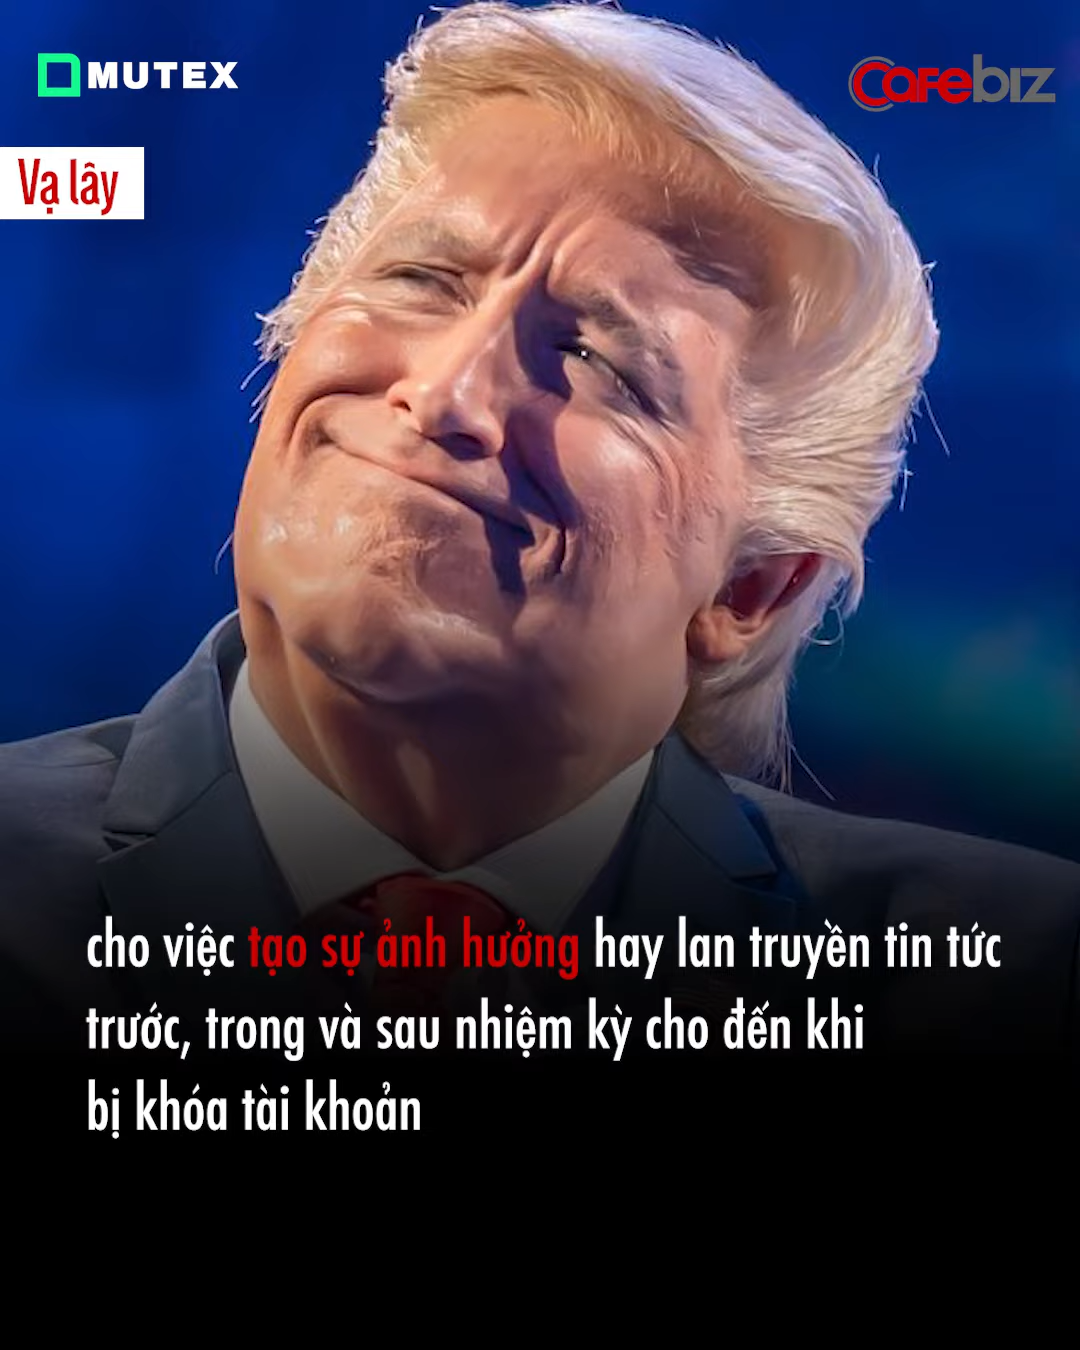 MUTEX
Cafebiz
Vạ lây
cho việc tạo sự ảnh hưởng hay lan truyền tin tức
trước, trong và sau nhiệm kỳ cho đến khi
bị khóa tài khoản